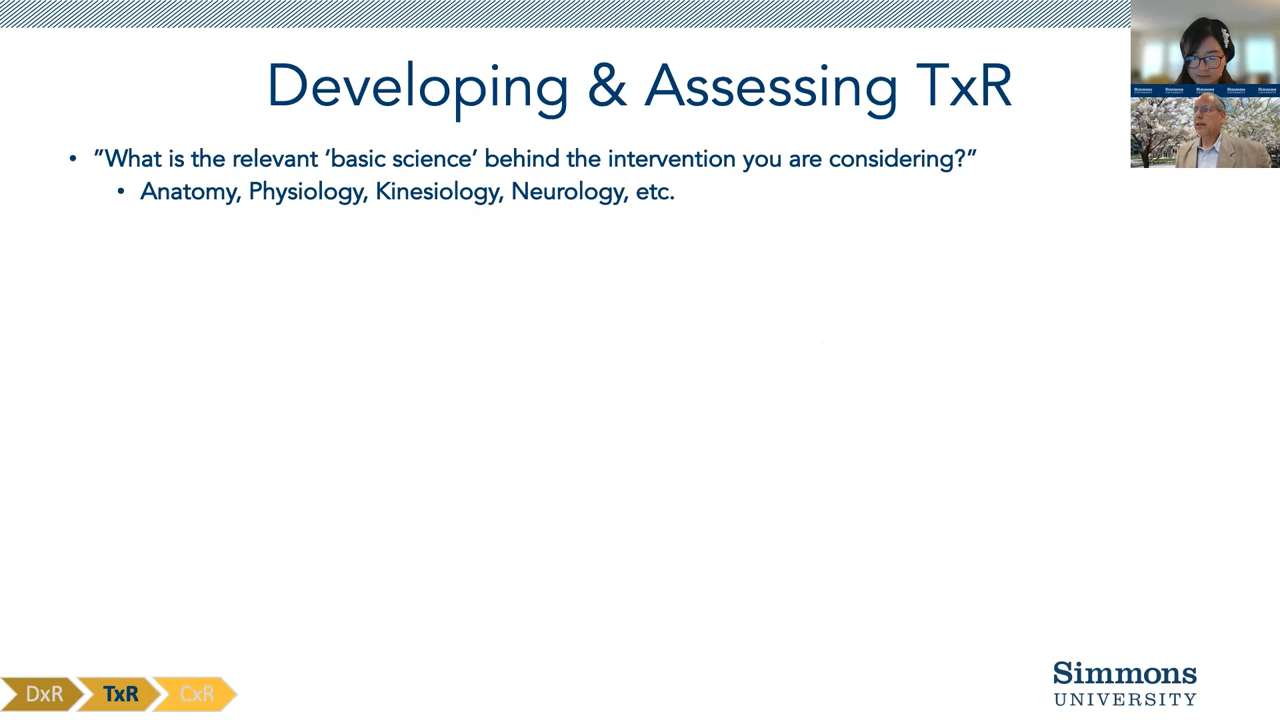 Developing & Assessing TxR
• ”What is the relevant ‘basic science’ behind the intervention you are considering?”
• Anatomy, Physiology, Kinesiology, Neurology, etc.
DxR
TxR
CxR
Simmons
UNIVERSITY